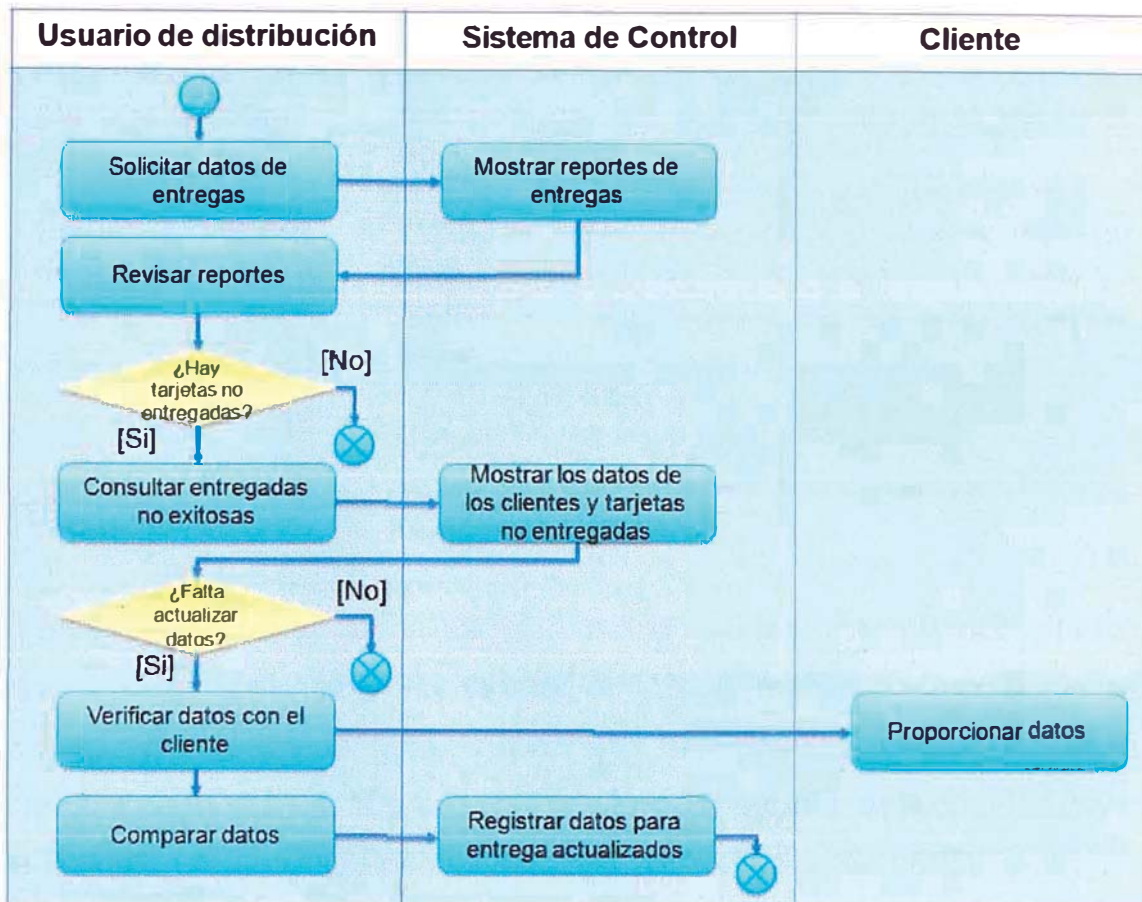 Usuario de distribución
Sistema de Control
Cliente
Solicitar datos de
entregas
Mostrar reportes de
entregas
Revisar reportes
¿Hay
tarjetas no
entregadas?
[No]
[Si]
Consultar entregadas
no exitosas
Mostrar los datos de
los clientes y tarjetas
no entregadas
¿Falta
actualizar
datos?
[No]
[Si]
Verificar datos con el
cliente
Proporcionar datos
Comparar datos
Registrar datos para
entrega actualizados